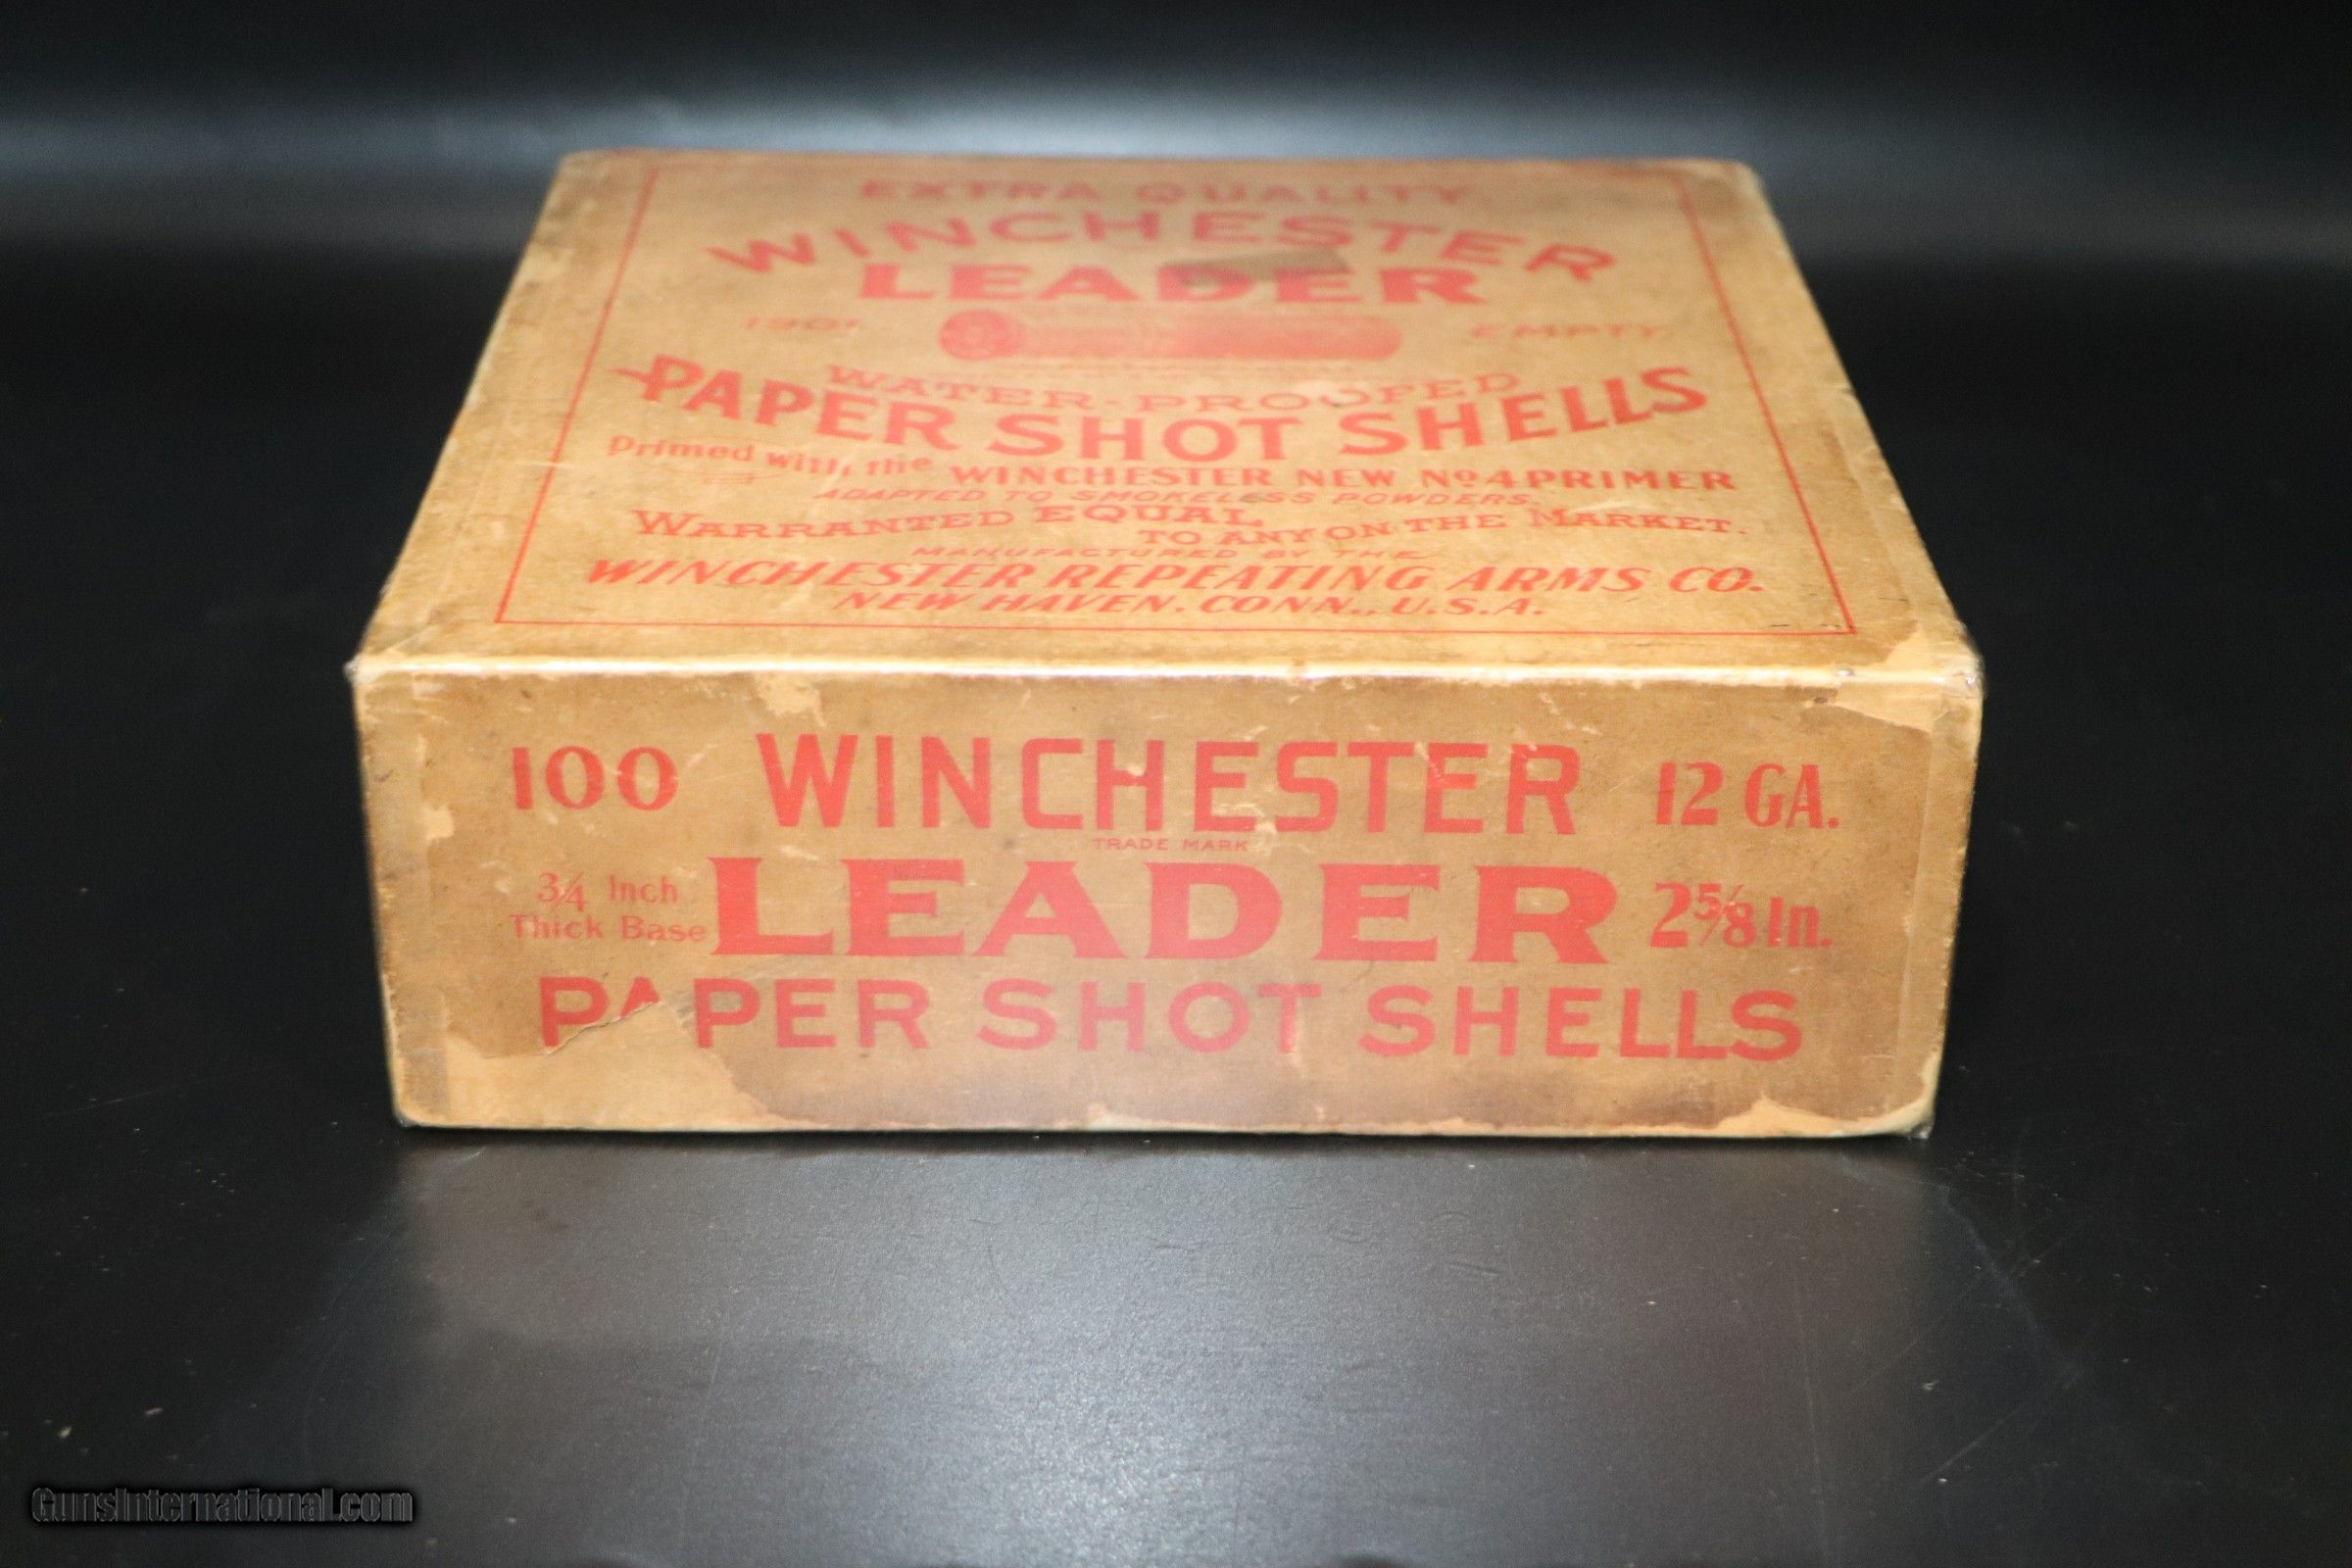 EXTRA QUALITY.
WINCHESTER
LEADER
1901 EMPTY
WATER-PROOFED
PAPER SHOT SHELLS
Primed with the WINCHESTER NEW No 4 PRIMER
ADAPTED TO SMOKELESS POWDERS.
WARRANTED EQUAL
TO ANY ON THE MARKET.
MANUFACTURED BY THE
WINCHESTER REPEATING ARMS CO.
NEW HAVEN, CONN., U.S.A.
100 WINCHESTER 12 GA.
TRADE MARK
3/4 Inch
Thick Base LEADER 2 5/8 In.
PAPER SHOT SHELLS
GunsInternational.com